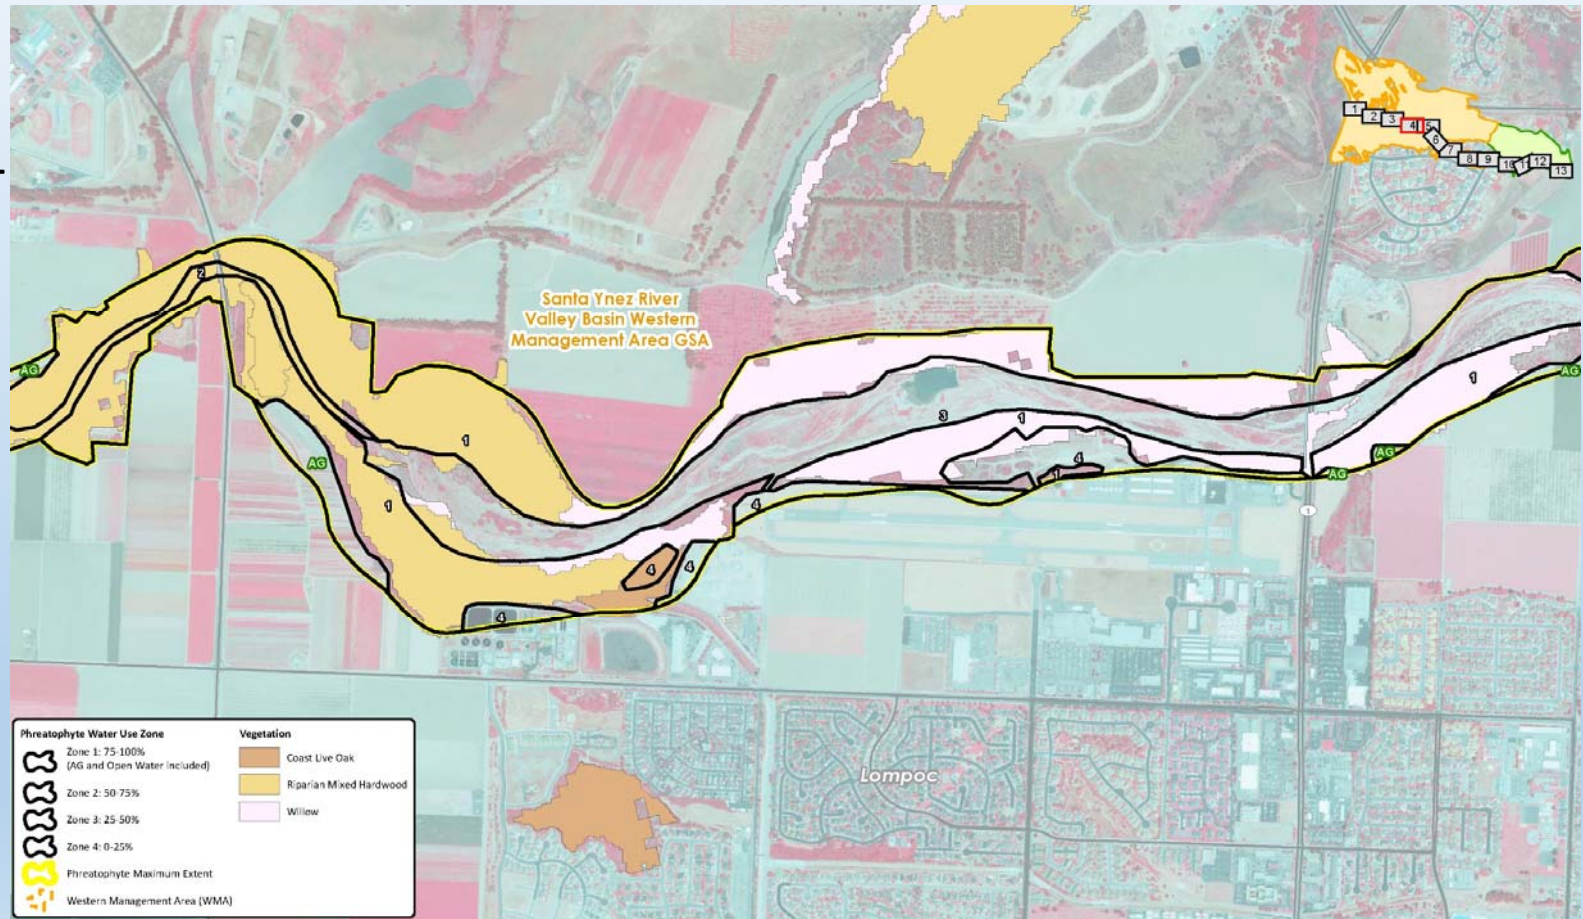 1
2
3
4
5
6
7
8
9
12
13
2
Santa Ynez River
Valley Basin Western
Management Area GSA
AG
1
AG
1
3
1
4
1
1
AG
AG
AG
4
4
4
4
1
Lompoc
Phreatophyte Water Use Zone
Zone 1: 75-100%
(AG and Open Water Included)
Zone 2: 50-75%
Zone 3: 25-50%
Zone 4: 0-25%
Phreatophyte Maximum Extent
Western Management Area (WMA)
Vegetation
Coast Live Oak
Riparian Mixed Hardwood
Willow